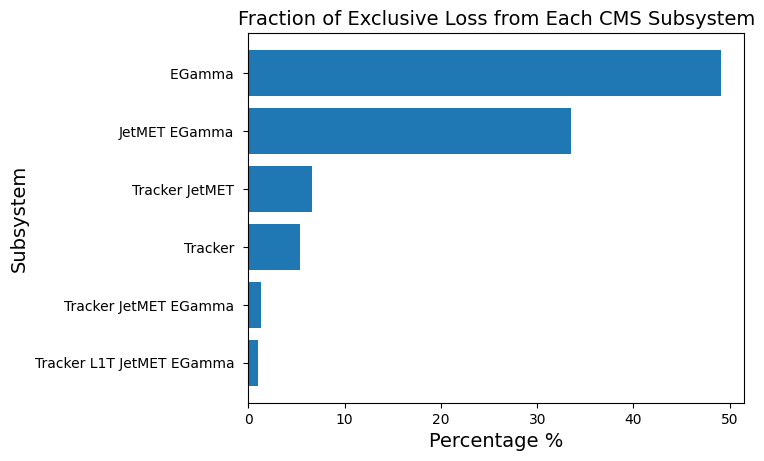 Fraction of Exclusive Loss from Each CMS Subsystem
Subsystem
EGamma
JetMET EGamma
Tracker JetMET
Tracker
Tracker JetMET EGamma
Tracker L1T JetMET EGamma
0 10 20 30 40 50
Percentage %